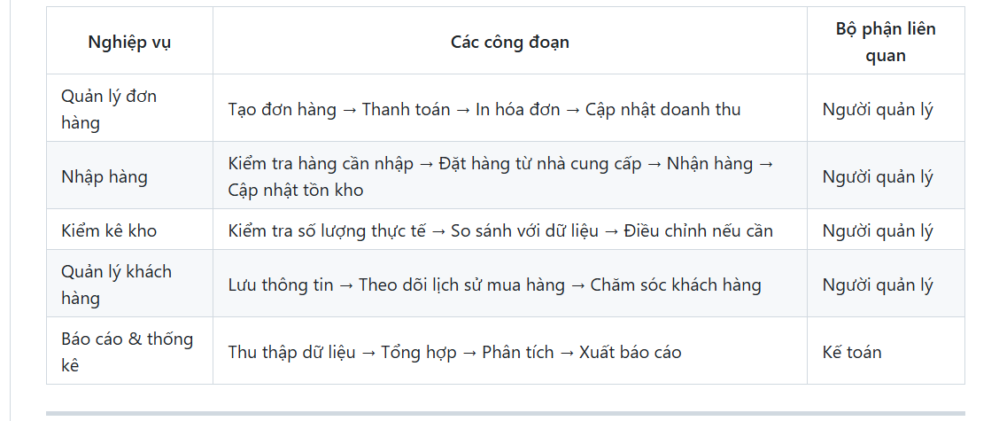 Nghiệp vụ
Các công đoạn
Bộ phận liên
quan
Quản lý đơn
hàng
Tạo đơn hàng → Thanh toán → In hóa đơn → Cập nhật doanh thu
Người quản lý
Nhập hàng
Kiểm tra hàng cần nhập → Đặt hàng từ nhà cung cấp → Nhận hàng →
Cập nhật tồn kho
Người quản lý
Kiểm kê kho
Kiểm tra số lượng thực tế → So sánh với dữ liệu → Điều chỉnh nếu cần
Người quản lý
Quản lý khách
hàng
Lưu thông tin → Theo dõi lịch sử mua hàng → Chăm sóc khách hàng
Người quản lý
Báo cáo & thống
kê
Thu thập dữ liệu → Tổng hợp → Phân tích → Xuất báo cáo
Kế toán